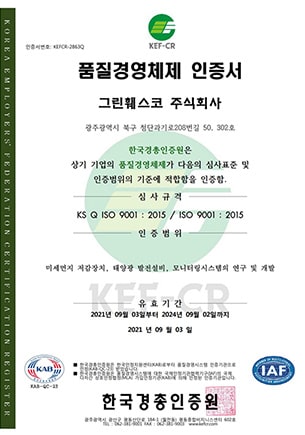 KEF-CR
인증서번호: KEFCR-2863Q
품질경영체제 인증서
그린훼스코 주식회사
광주광역시 북구 첨단과기로208번길 50, 302호
한국경총인증원은
상기 기업의 품질경영체제가 다음의 심사표준 및
인증범위의 기준에 적합함을 인증함.
심사규격
KS Q ISO 9001 : 2015 / ISO 9001 : 2015
인증범위
미세먼지 저감장치, 태양광 발전설비, 모니터링시스템의 연구 및 개발
KEF-CR
유효기간
2021년 09월 03일부터 2024년 09월 02일까지
2021 년 09 월 03 일
KAB
KAB-QC-23
IAF
한국경총인증원
KOREA EMPLOYERS' FEDERATION CERTIFICATION REGISTER